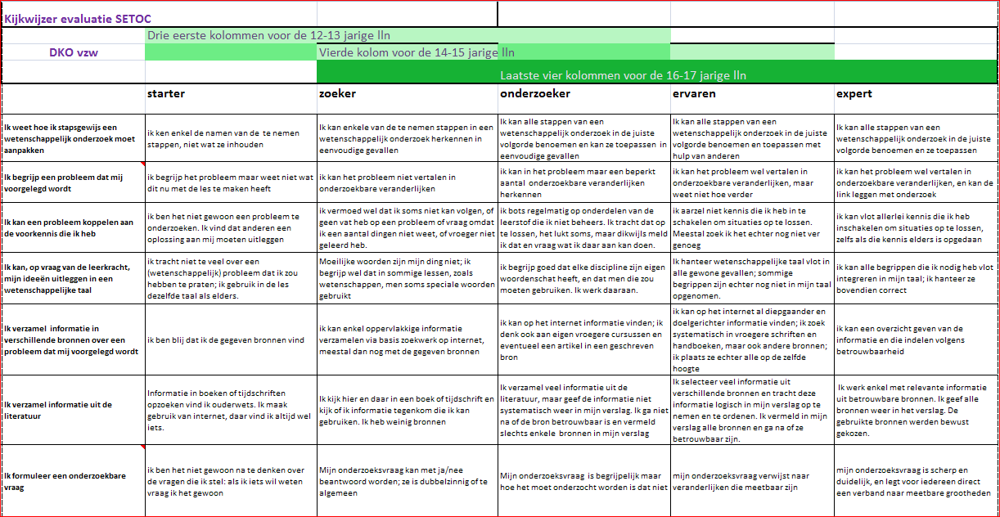 Kijkwijzer evaluatie SETOC
Drie eerste kolommen voor de 12-13 jarige lln
DKO vzw
Vierde kolom voor de 14-15 jarige lln
Laatste vier kolommen voor de 16-17 jarige lln
starter
zoeker
onderzoeker
ervaren
expert
Ik weet hoe ik stapsgewijs een
wetenschappelijk onderzoek moet
aanpakken
ik ken enkel de namen van de te nemen
stappen, niet wat ze inhouden
Ik kan enkele van de te nemen stappen in een
wetenschappelijk onderzoek herkennen in
eenvoudige gevallen
Ik kan alle stappen van een
wetenschappelijk onderzoek in de juiste
volgorde benoemen en kan ze toepassen in
eenvoudige gevallen
Ik kan alle stappen van een
wetenschappelijk onderzoek in de juiste
volgorde benoemen en toepassen met
hulp van anderen
Ik kan alle stappen van een
wetenschappelijk onderzoek in de juiste
volgorde benoemen en ze toepassen
Ik begrijp een probleem dat mij
voorgelegd wordt
ik begrijp het probleem maar weet niet wat
dit nu met de les te maken heeft
ik kan het probleem niet vertalen in
onderzoekbare veranderlijken
ik kan in het probleem maar een beperkt
aantal onderzoekbare veranderlijken
herkennen
ik kan het probleem wel vertalen in
onderzoekbare veranderlijken, maar
weet niet hoe verder
ik kan het probleem wel vertalen in
onderzoekbare veranderlijken, en kan de
link leggen met onderzoek
Ik kan een probleem koppelen aan
de voorkennis die ik heb
ik ben het niet gewoon een probleem te
onderzoeken. Ik vind dat anderen een
oplossing aan mij moeten uitleggen
ik vermoed wel dat ik soms niet kan volgen, of
geen vat heb op een probleem of vraag omdat
ik een aantal dingen niet weet, of vroeger niet
geleerd heb.
ik bots regelmatig op onderdelen van de
leerstof die ik niet beheers. Ik tracht dat op
te lossen, het lukt soms, maar dikwijls meld
ik dat en vraag wat ik daar aan kan doen.
ik aarzel niet kennis die ik heb in te
schakelen om situaties op te lossen.
Meestal zoek ik het echter nog niet ver
genoeg
ik kan vlot allerlei kennis die ik heb
inschakelen om situaties op te lossen,
zelfs als die kennis elders is opgedaan
Ik kan, op vraag van de leerkracht,
mijn ideeën uitleggen in een
wetenschappelijke taal
ik tracht niet te veel over een
(wetenschappelijk) probleem dat ik zou
hebben te praten; ik gebruik in de les
dezelfde taal als elders.
Moeilijke woorden zijn mijn ding niet; ik
begrijp wel dat in sommige lessen, zoals
wetenschappen, men soms speciale woorden
gebruikt
ik begrijp goed dat elke discipline zijn eigen
woordenschat heeft, en dat men die zou
moeten gebruiken. Ik werk daaraan.
Ik hanteer wetenschappelijke taal vlot in
alle gewone gevallen; sommige
begrippen zijn echter nog niet in mijn taal
opgenomen.
ik kan alle begrippen die ik nodig heb vlot
integreren in mijn taal; ik hanteer ze
bovendien correct
Ik verzamel informatie in
verschillende bronnen over een
probleem dat mij voorgelegd wordt
ik ben blij dat ik de gegeven bronnen vind
ik kan enkel oppervlakkige informatie
verzamelen via basis zoekwerk op internet,
meestal dan nog met de gegeven bronnen
ik kan op het internet informatie vinden; ik
denk ook aan eigen vroegere cursussen en
eventueel een artikel in een geschreven
bron
ik kan op het internet al diepgaander en
doelgerichter informatie vinden; ik zoek
systematisch in vroegere schriften en
handboeken, maar ook andere bronnen;
ik plaats ze echter alle op de zelfde
hoogte
ik kan een overzicht geven van de
informatie en die indelen volgens
betrouwbaarheid
Ik verzamel informatie uit de
literatuur
Informatie in boeken of tijdschriften
opzoeken vind ik ouderwets. Ik maak
gebruik van internet, daar vind ik altijd wel
iets.
Ik kijk hier en daar in een boek of tijdschrift en
kijk of ik informatie tegenkom die ik kan
gebruiken. Ik heb weinig bronnen
Ik verzamel veel informatie uit de
literatuur, maar geef de informatie niet
systematisch weer in mijn verslag. Ik ga niet
na of de bron betrouwbaar is en vermeld
slechts enkele bronnen in mijn verslag
Ik selecteer veel informatie uit
verschillende bronnen en tracht deze
informatie logisch in mijn verslag op te
nemen en te ordenen. Ik vermeld in mijn
verslag alle bronnen en ga na of ze
betrouwbaar zijn.
Ik werk enkel met relevante informatie
uit betrouwbare bronnen. Ik geef alle
bronnen weer in het verslag. De
gebruikte bronnen werden bewust
gekozen.
Ik formuleer een onderzoekbare
vraag
ik ben het niet gewoon na te denken over
de vragen die ik stel: als ik iets wil weten
vraag ik het gewoon
Mijn onderzoeksvraag kan met ja/nee
beantwoord worden; ze is dubbelzinnig of te
algemeen
Mijn onderzoeksvraag is begrijpelijk maar
hoe het moet onderzocht worden is dat niet
mijn onderzoeksvraag verwijst naar
veranderlijken die meetbaar zijn
mijn onderzoeksvraag is scherp en
duidelijk, en legt voor iedereen direct
een verband naar meetbare grootheden